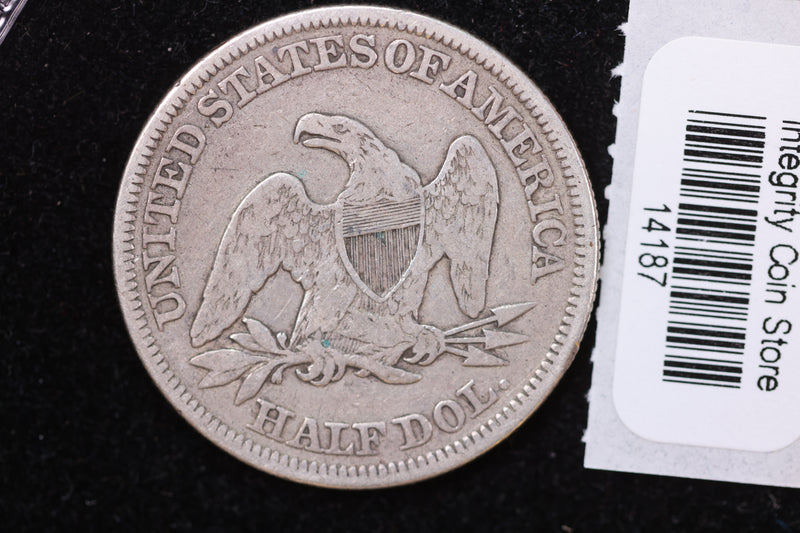 UNITED STATES OF AMERICA
HALF DOL.
Integrity Coin Store
14187